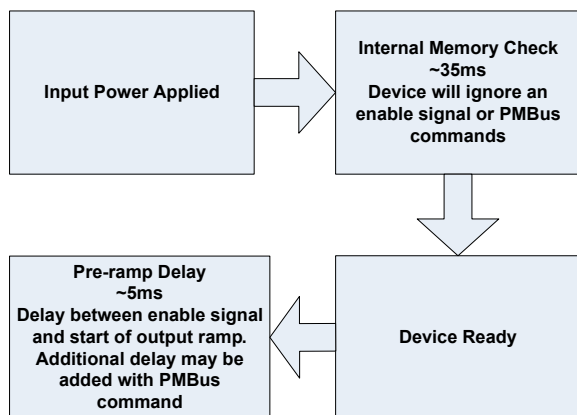 Input Power Applied
Internal Memory Check
~35ms
Device will ignore an
enable signal or PMBus
commands
Pre-ramp Delay
~5ms
Delay between enable signal
and start of output ramp.
Additional delay may be
added with PMBus
command
Device Ready